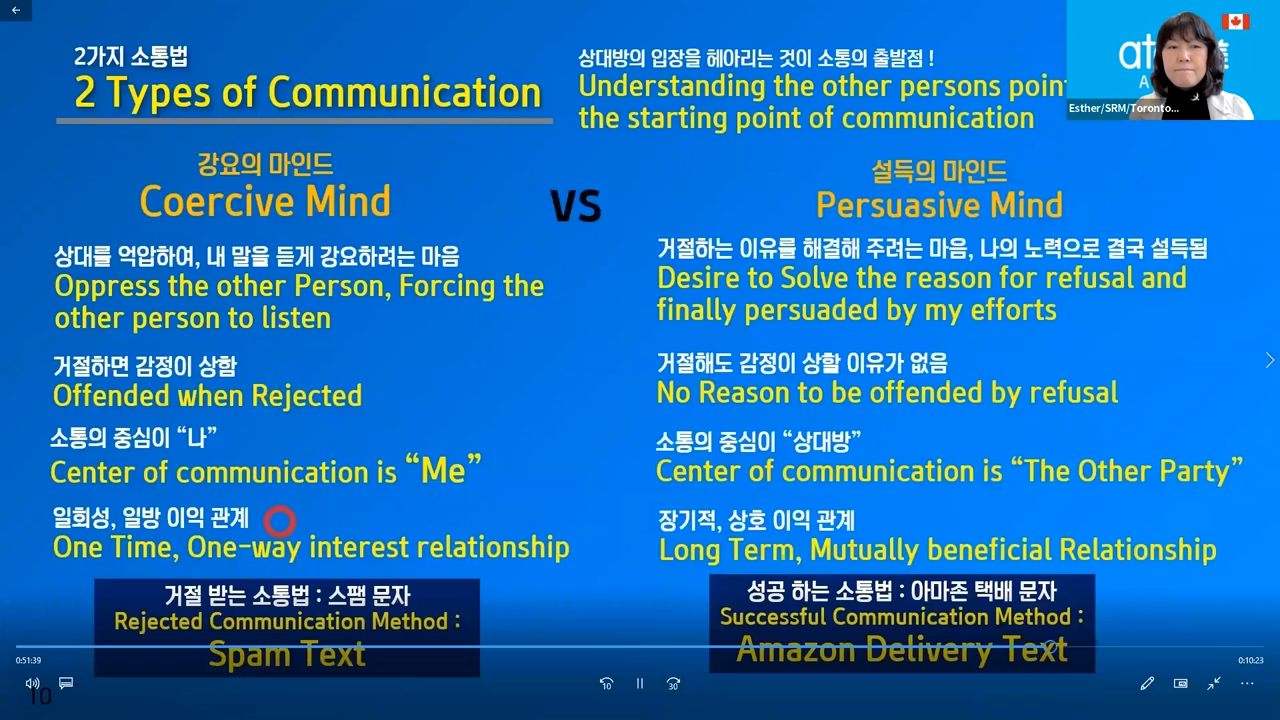 2가지 소통법
2 Types of Communication
상대방의 입장을 헤아리는 것이 소통의 출발점 !
Understanding the other persons point
the starting point of communication
Esther/SRM/Toronto...
강요의 마인드
Coercive Mind
VS
설득의 마인드
Persuasive Mind
상대를 억압하여, 내 말을 듣게 강요하려는 마음
Oppress the other Person, Forcing the
other person to listen
거절하면 감정이 상함
Offended when Rejected
소통의 중심이 “나”
Center of communication is “Me”
일회성, 일방 이익 관계
One Time, One-way interest relationship
거절 받는 소통법 : 스팸 문자
Rejected Communication Method :
Spam Text
거절하는 이유를 해결해 주려는 마음, 나의 노력으로 결국 설득됨
Desire to Solve the reason for refusal and
finally persuaded by my efforts
거절해도 감정이 상할 이유가 없음
No Reason to be offended by refusal
소통의 중심이 “상대방”
Center of communication is “The Other Party”
장기적, 상호 이익 관계
Long Term, Mutually beneficial Relationship
성공 하는 소통법 : 아마존 택배 문자
Successful Communication Method :
Amazon Delivery Text
0:51:39
0:10:23
10
10
30